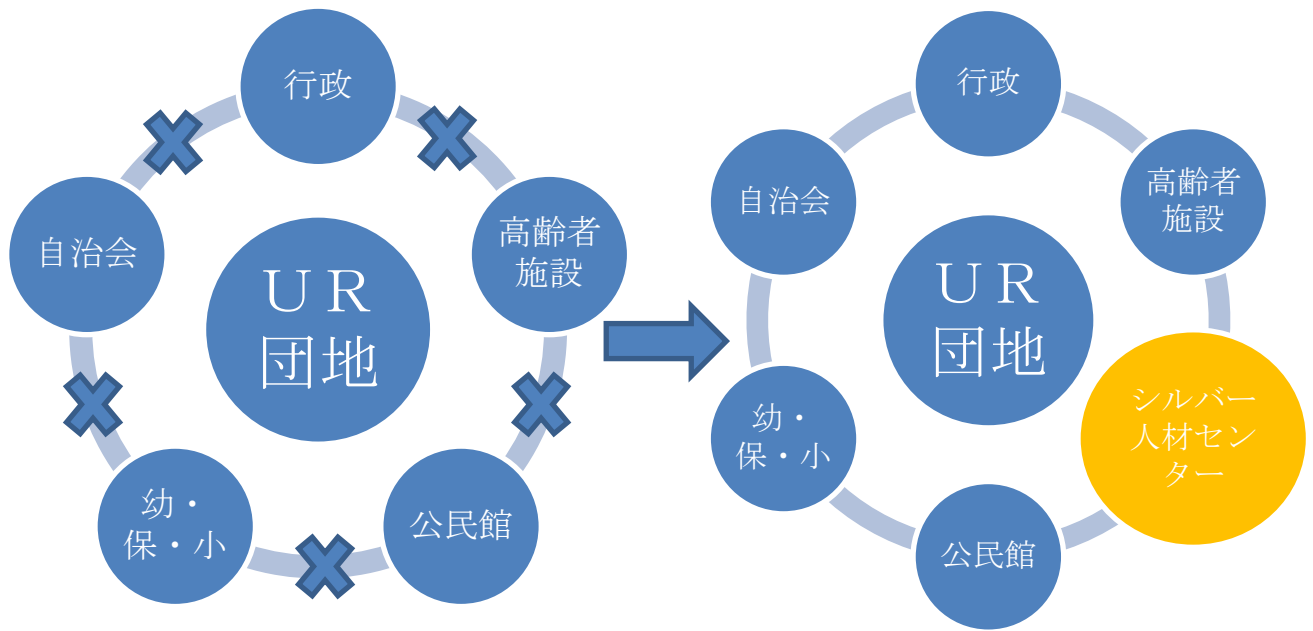 行政
自治会
高齢者
施設
ＵＲ
団地
幼・
保・小
公民館
行政
自治会
高齢者
施設
ＵＲ
団地
幼・
保・小
シルバー
人材セン
ター
公民館